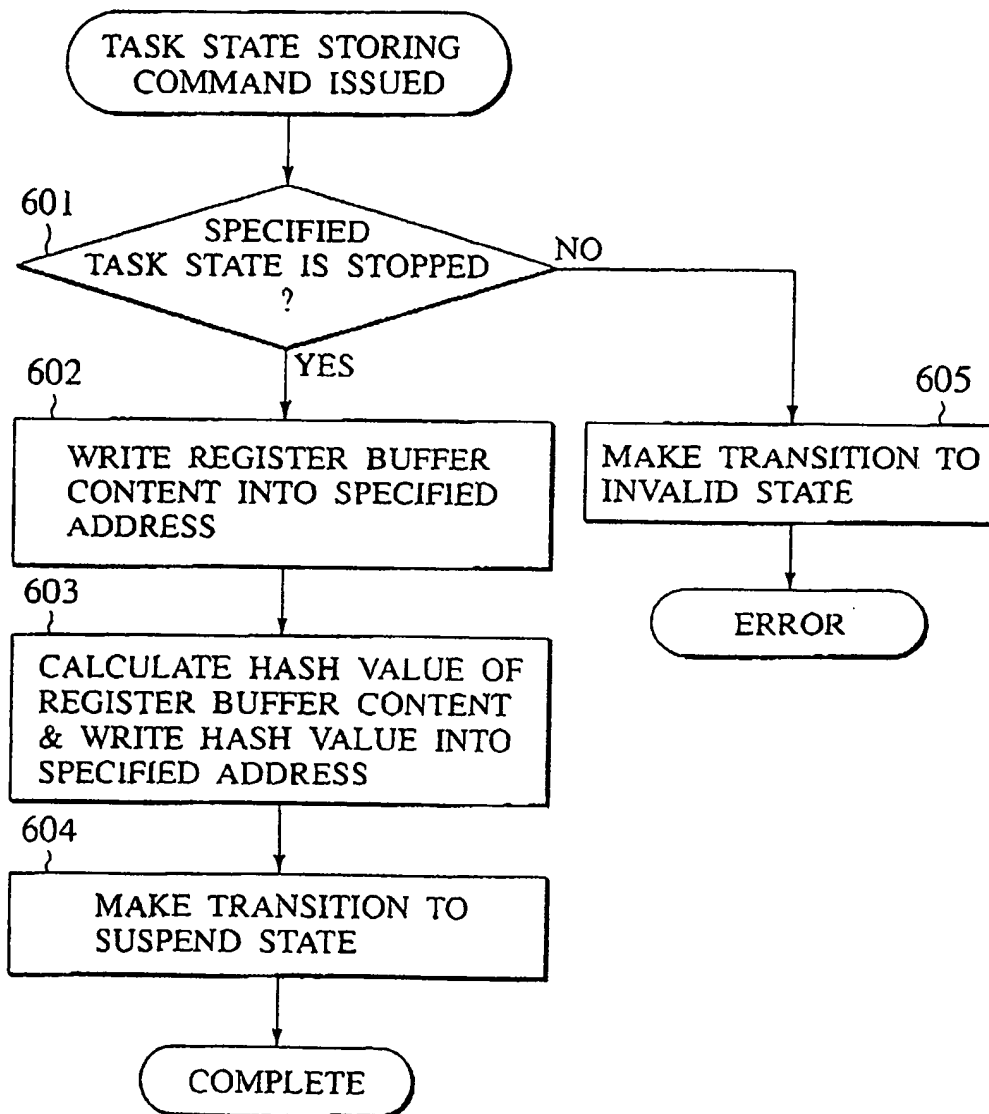 TASK STATE STORING
COMMAND ISSUED
601
SPECIFIED
TASK STATE IS STOPPED
?
NO
YES
602
WRITE REGISTER BUFFER
CONTENT INTO SPECIFIED
ADDRESS
605
MAKE TRANSITION TO
INVALID STATE
ERROR
603
CALCULATE HASH VALUE OF
REGISTER BUFFER CONTENT
& WRITE HASH VALUE INTO
SPECIFIED ADDRESS
604
MAKE TRANSITION TO
SUSPEND STATE
COMPLETE